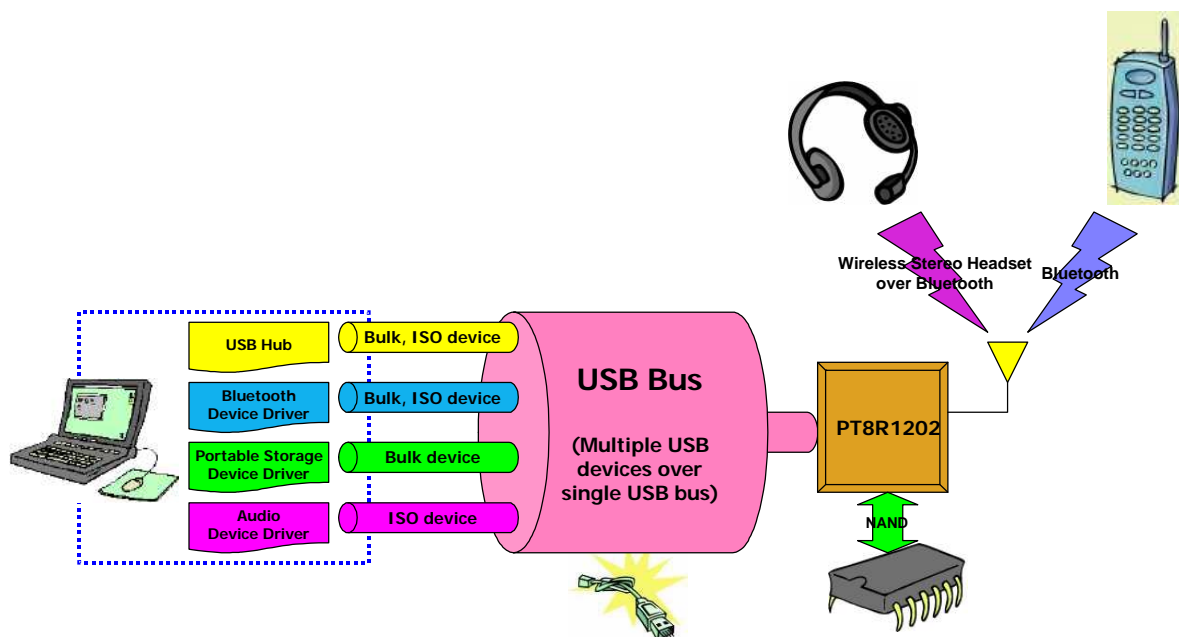 Wireless Stereo Headset
over Bluetooth
Bluetooth
USB Hub
Bulk, ISO device
Bluetooth
Device Driver
Bulk, ISO device
Portable Storage
Device Driver
Bulk device
Audio
Device Driver
ISO device
USB Bus
(Multiple USB
devices over
single USB bus)
PT8R1202
NAND